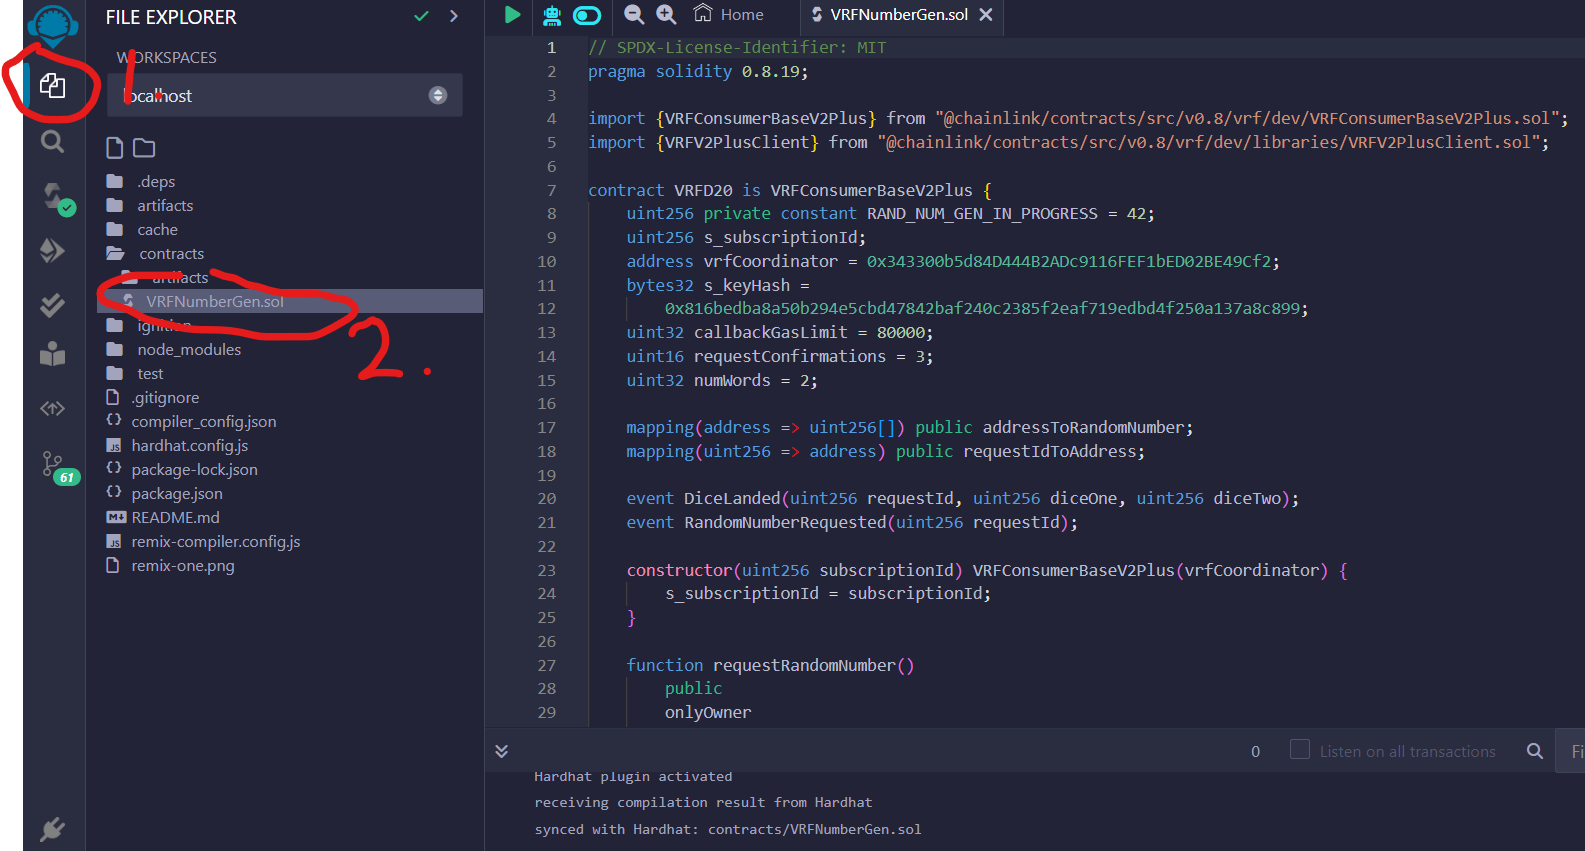 FILE EXPLORER
WORKSPACES
1.
localhost
.deps
artifacts
cache
contracts
artifacts
VRFNumberGen.sol
2.
ignition
node_modules
test
.gitignore
compiler_config.json
JS hardhat.config.js
package-lock.json
package.json
README.md
JS remix-compiler.config.js
remix-one.png
61
Home
VRFNumberGen.sol
1 // SPDX-License-Identifier: MIT
2 pragma solidity 0.8.19;
3
4 import {VRFConsumerBaseV2Plus} from "@chainlink/contracts/src/v0.8/vrf/dev/VRFConsumerBaseV2Plus.sol";
5 import {VRFV2PlusClient} from "@chainlink/contracts/src/v0.8/vrf/dev/libraries/VRFV2PlusClient.sol";
6
7 contract VRFD20 is VRFConsumerBaseV2Plus {
8 uint256 private constant RAND_NUM_GEN_IN_PROGRESS = 42;
9 uint256 s_subscriptionId;
10 address vrfCoordinator = 0x343300b5d84D444B2ADc9116FEF1bED02BE49Cf2;
11 bytes32 s_keyHash =
12 0x816bedba8a50b294e5cbd47842baf240c2385f2eaf719edbd4f250a137a8c899;
13 uint32 callbackGasLimit = 80000;
14 uint16 requestConfirmations = 3;
15 uint32 numWords = 2;
16
17 mapping(address => uint256[]) public addressToRandomNumber;
18 mapping(uint256 => address) public requestIdToAddress;
19
20 event DiceLanded(uint256 requestId, uint256 diceOne, uint256 diceTwo);
21 event RandomNumberRequested(uint256 requestId);
22
23 constructor(uint256 subscriptionId) VRFConsumerBaseV2Plus(vrfCoordinator) {
24 s_subscriptionId = subscriptionId;
25 }
26
27 function requestRandomNumber()
28 public
29 onlyOwner
0 Listen on all transactions Fi
Hardhat plugin activated
receiving compilation result from Hardhat
synced with Hardhat: contracts/VRFNumberGen.sol